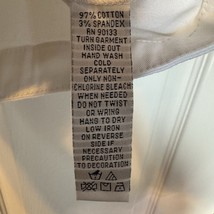 97% COTTON
3% SPANDEX
RN 90133
TURN GARMENT
INSIDE OUT
HAND WASH
COLD
SEPARATELY
ONLY NON-
CHLORINE BLEACH
WHEN NEEDED
DO NOT TWIST
OR WRING
HANG TO DRY
LOW IRON
ON REVERSE
SIDE IF
NECESSARY
PRECAUTION
TO DECORATION